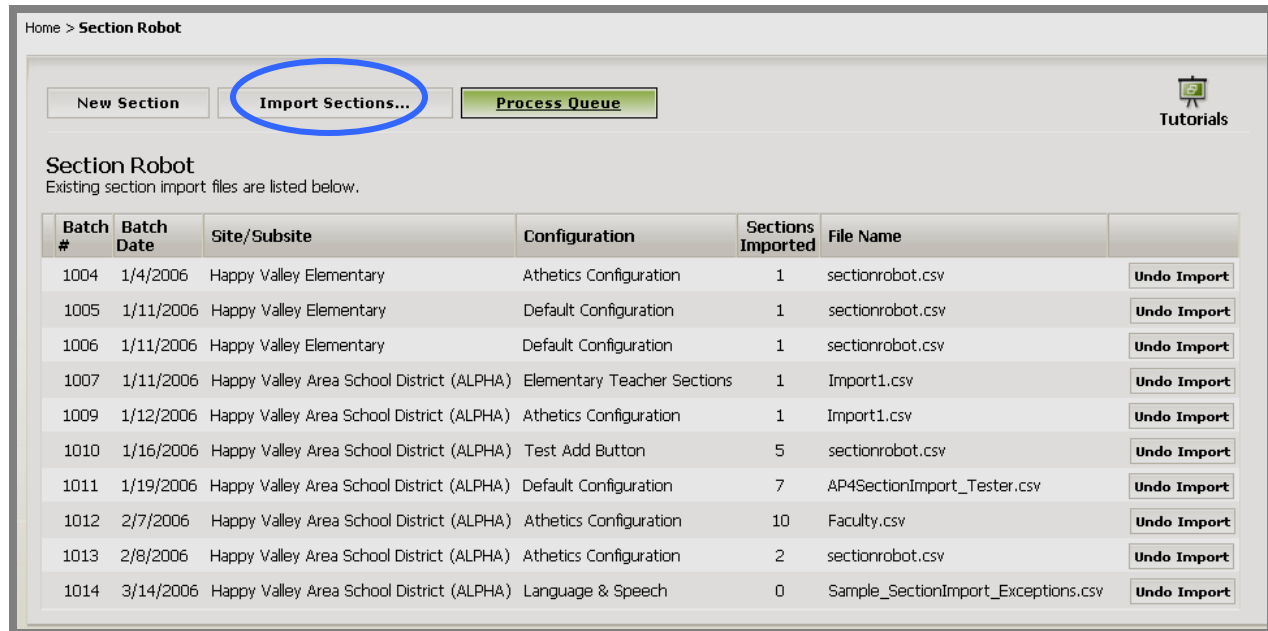 Home > Section Robot
New Section Import Sections... Process Queue
Tutorials
Section Robot
Existing section import files are listed below.
Batch # Batch Date Site/Subsite Configuration Sections Imported File Name
1004 1/4/2006 Happy Valley Elementary Athetics Configuration 1 sectionrobot.csv Undo Import
1005 1/11/2006 Happy Valley Elementary Default Configuration 1 sectionrobot.csv Undo Import
1006 1/11/2006 Happy Valley Elementary Default Configuration 1 sectionrobot.csv Undo Import
1007 1/11/2006 Happy Valley Area School District (ALPHA) Elementary Teacher Sections 1 Import1.csv Undo Import
1009 1/12/2006 Happy Valley Area School District (ALPHA) Athetics Configuration 1 Import1.csv Undo Import
1010 1/16/2006 Happy Valley Area School District (ALPHA) Test Add Button 5 sectionrobot.csv Undo Import
1011 1/19/2006 Happy Valley Area School District (ALPHA) Default Configuration 7 AP4SectionImport_Tester.csv Undo Import
1012 2/7/2006 Happy Valley Area School District (ALPHA) Athetics Configuration 10 Faculty.csv Undo Import
1013 2/8/2006 Happy Valley Area School District (ALPHA) Athetics Configuration 2 sectionrobot.csv Undo Import
1014 3/14/2006 Happy Valley Area School District (ALPHA) Language & Speech 0 Sample_SectionImport_Exceptions.csv Undo Import